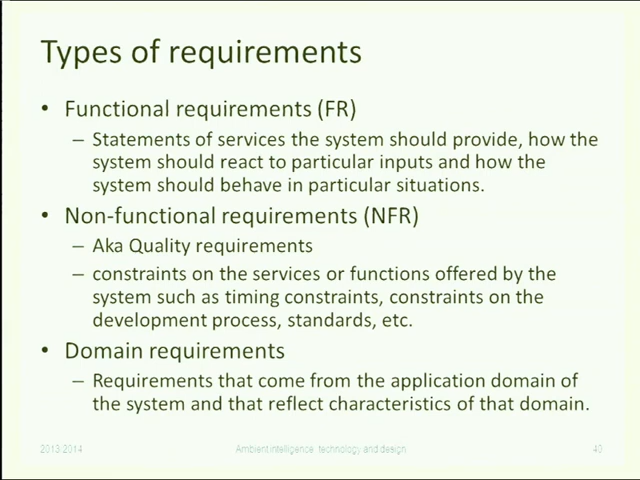 Types of requirements
• Functional requirements (FR)
– Statements of services the system should provide, how the
system should react to particular inputs and how the
system should behave in particular situations.
• Non-functional requirements (NFR)
– Aka Quality requirements
– constraints on the services or functions offered by the
system such as timing constraints, constraints on the
development process, standards, etc.
• Domain requirements
– Requirements that come from the application domain of
the system and that reflect characteristics of that domain.
2013-2014 Ambient intelligence: technology and design 40